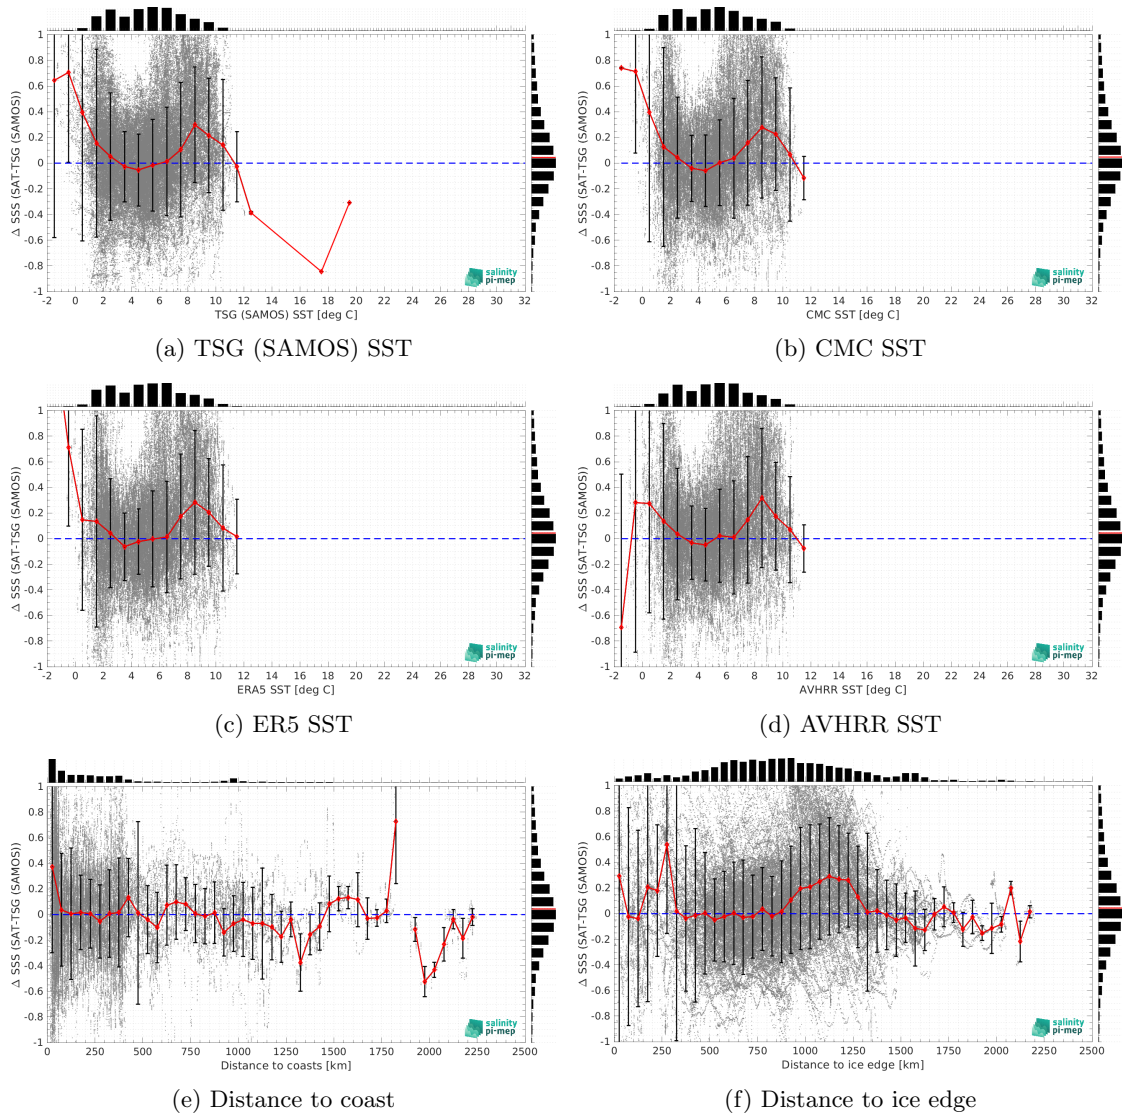 1
0.8
0.6
0.4
0.2
0
-0.2
-0.4
-0.6
-0.8
-1
Δ SSS (SAT-TSG (SAMOS))
-2 0 2 4 6 8 10 12 14 16 18 20 22 24 26 28 30 32
TSG (SAMOS) SST [deg C]
salinity
pi-mep
(a) TSG (SAMOS) SST
1
0.8
0.6
0.4
0.2
0
-0.2
-0.4
-0.6
-0.8
-1
Δ SSS (SAT-TSG (SAMOS))
-2 0 2 4 6 8 10 12 14 16 18 20 22 24 26 28 30 32
CMC SST [deg C]
salinity
pi-mep
(b) CMC SST
1
0.8
0.6
0.4
0.2
0
-0.2
-0.4
-0.6
-0.8
-1
Δ SSS (SAT-TSG (SAMOS))
-2 0 2 4 6 8 10 12 14 16 18 20 22 24 26 28 30 32
ERA5 SST [deg C]
salinity
pi-mep
(c) ER5 SST
1
0.8
0.6
0.4
0.2
0
-0.2
-0.4
-0.6
-0.8
-1
Δ SSS (SAT-TSG (SAMOS))
-2 0 2 4 6 8 10 12 14 16 18 20 22 24 26 28 30 32
AVHRR SST [deg C]
salinity
pi-mep
(d) AVHRR SST
1
0.8
0.6
0.4
0.2
0
-0.2
-0.4
-0.6
-0.8
-1
Δ SSS (SAT-TSG (SAMOS))
0 250 500 750 1000 1250 1500 1750 2000 2250 2500
Distance to coasts [km]
salinity
pi-mep
(e) Distance to coast
1
0.8
0.6
0.4
0.2
0
-0.2
-0.4
-0.6
-0.8
-1
Δ SSS (SAT-TSG (SAMOS))
0 250 500 750 1000 1250 1500 1750 2000 2250 2500
Distance to ice edge [km]
salinity
pi-mep
(f) Distance to ice edge